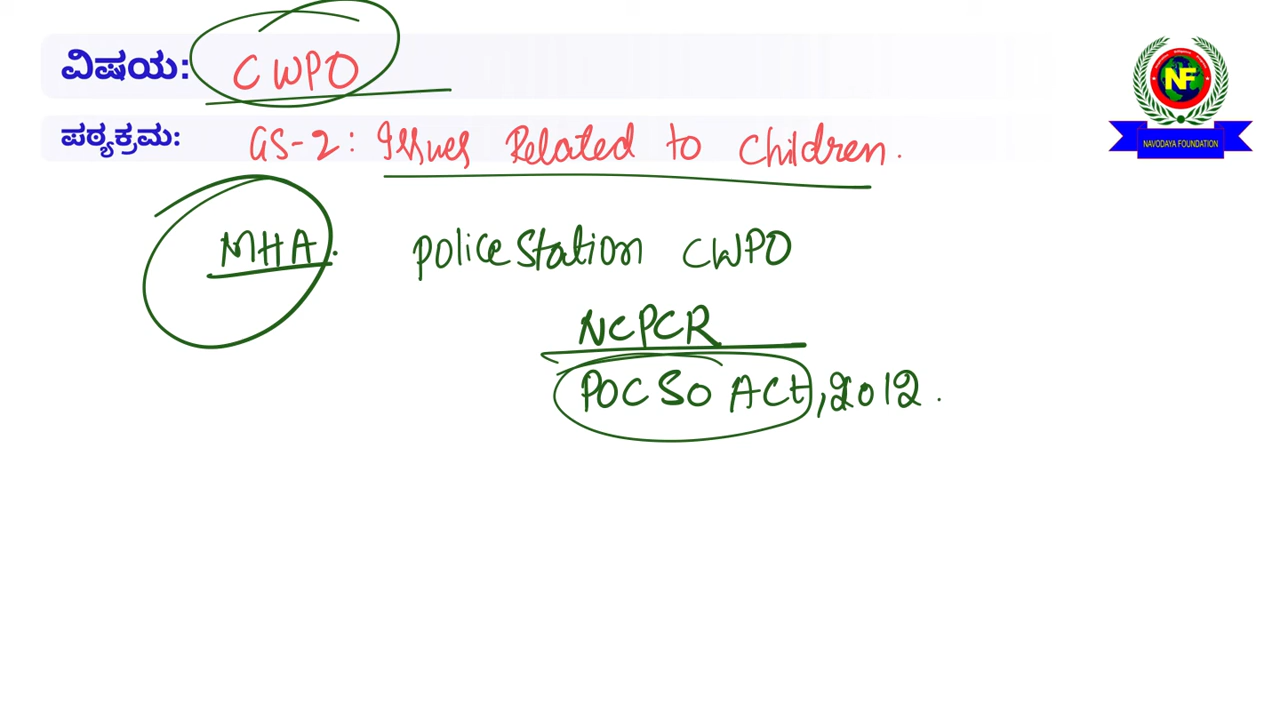 ವಿಷಯ: CWPO
ಪಠ್ಯಕ್ರಮ: GS-2: Issues Related to Children.
MHA. police Station CWPO
NCPCR
POCSO ACt, 2012.
NF
NAVODAYA FOUNDATION